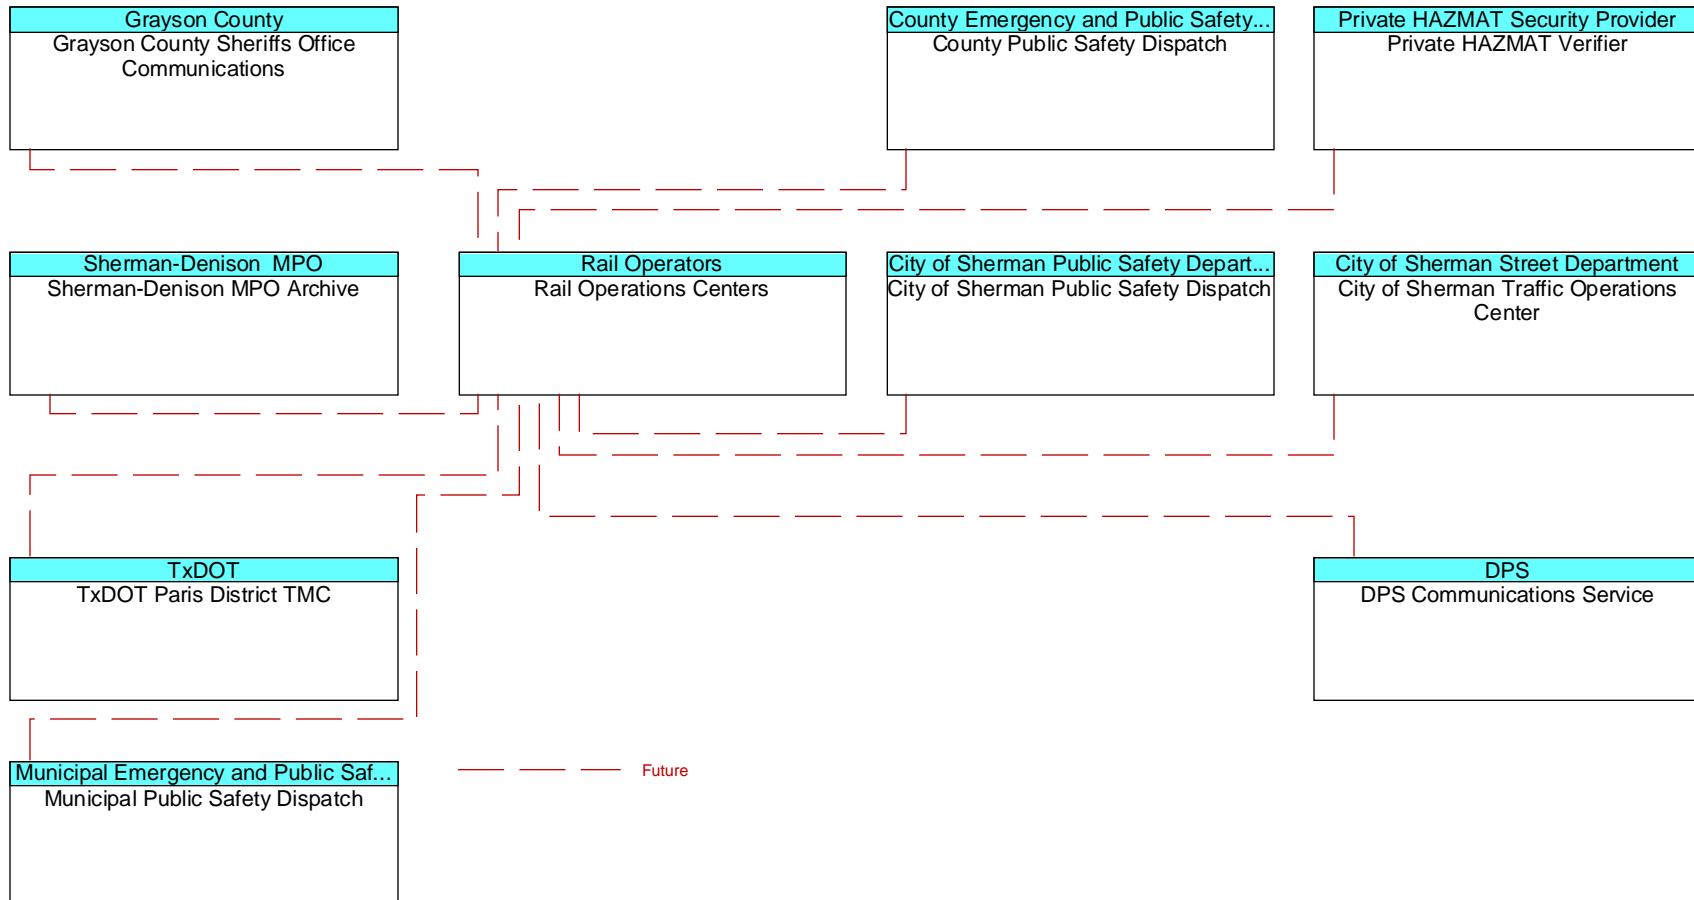 Grayson County
Grayson County Sheriffs Office
Communications
County Emergency and Public Safety...
County Public Safety Dispatch
Private HAZMAT Security Provider
Private HAZMAT Verifier
Sherman-Denison MPO
Sherman-Denison MPO Archive
Rail Operators
Rail Operations Centers
City of Sherman Public Safety Depart...
City of Sherman Public Safety Dispatch
City of Sherman Street Department
City of Sherman Traffic Operations
Center
TxDOT
TxDOT Paris District TMC
DPS
DPS Communications Service
Municipal Emergency and Public Saf...
Municipal Public Safety Dispatch
Future